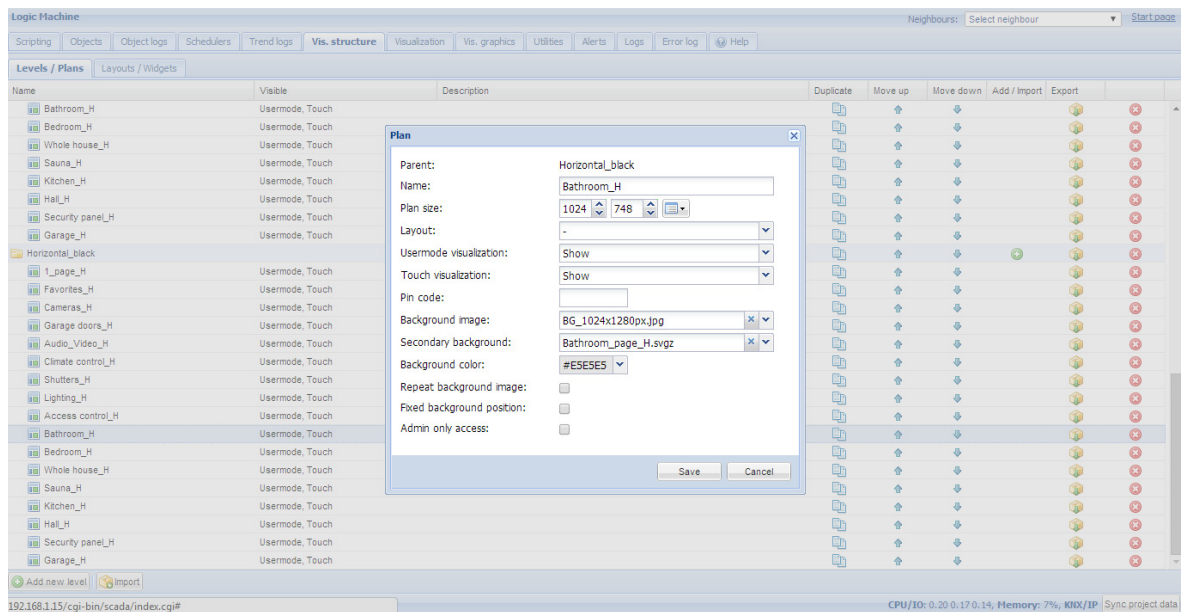 Logic Machine Neighbours: Select neighbour Start page
Scripting Objects Object logs Schedulers Trend logs Vis. structure Visualization Vis. graphics Utilities Alerts Logs Error log Help
Levels / Plans Layouts / Widgets
Name Visible Description Duplicate Move up Move down Add / Import Export
Bathroom_H Usermode, Touch
Bedroom_H Usermode, Touch
Whole house_H Usermode, Touch
Sauna_H Usermode, Touch
Kitchen_H Usermode, Touch
Hall_H Usermode, Touch
Security panel_H Usermode, Touch
Garage_H Usermode, Touch
Horizontal_black
1_page_H Usermode, Touch
Favorites_H Usermode, Touch
Cameras_H Usermode, Touch
Garage doors_H Usermode, Touch
Audio_Video_H Usermode, Touch
Climate control_H Usermode, Touch
Shutters_H Usermode, Touch
Lighting_H Usermode, Touch
Access control_H Usermode, Touch
Bathroom_H Usermode, Touch
Bedroom_H Usermode, Touch
Whole house_H Usermode, Touch
Sauna_H Usermode, Touch
Kitchen_H Usermode, Touch
Hall_H Usermode, Touch
Security panel_H Usermode, Touch
Garage_H Usermode, Touch
Plan
Parent: Horizontal_black
Name: Bathroom_H
Plan size: 1024 748
Layout: -
Usermode visualization: Show
Touch visualization: Show
Pin code:
Background image: BG_1024x1280px.jpg
Secondary background: Bathroom_page_H.svgz
Background color: #E5E5E5
Repeat background image:
Fixed background position:
Admin only access:
Save Cancel
Add new level Import
192.168.1.15/cgi-bin/scada/index.cgi# CPU/IO: 0.20 0.17 0.14, Memory: 7%, KNX/IP Sync project data